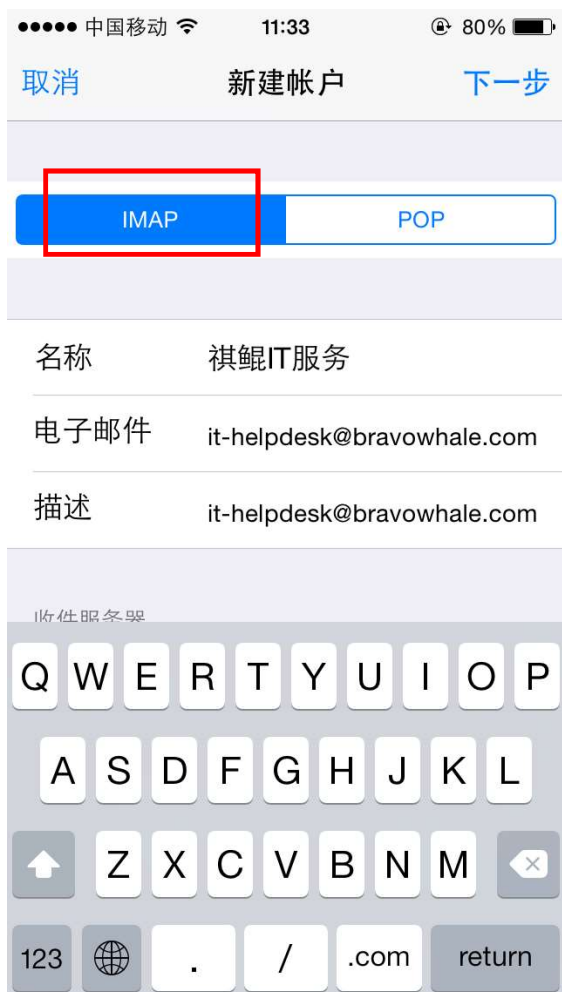 中国移动 11:33 80%
取消 新建帐户 下一步
IMAP POP
名称 祺鲲IT服务
电子邮件 it-helpdesk@bravowhale.com
描述 it-helpdesk@bravowhale.com
收件服务器
Q W E R T Y U I O P
A S D F G H J K L
Z X C V B N M
123 . / .com return